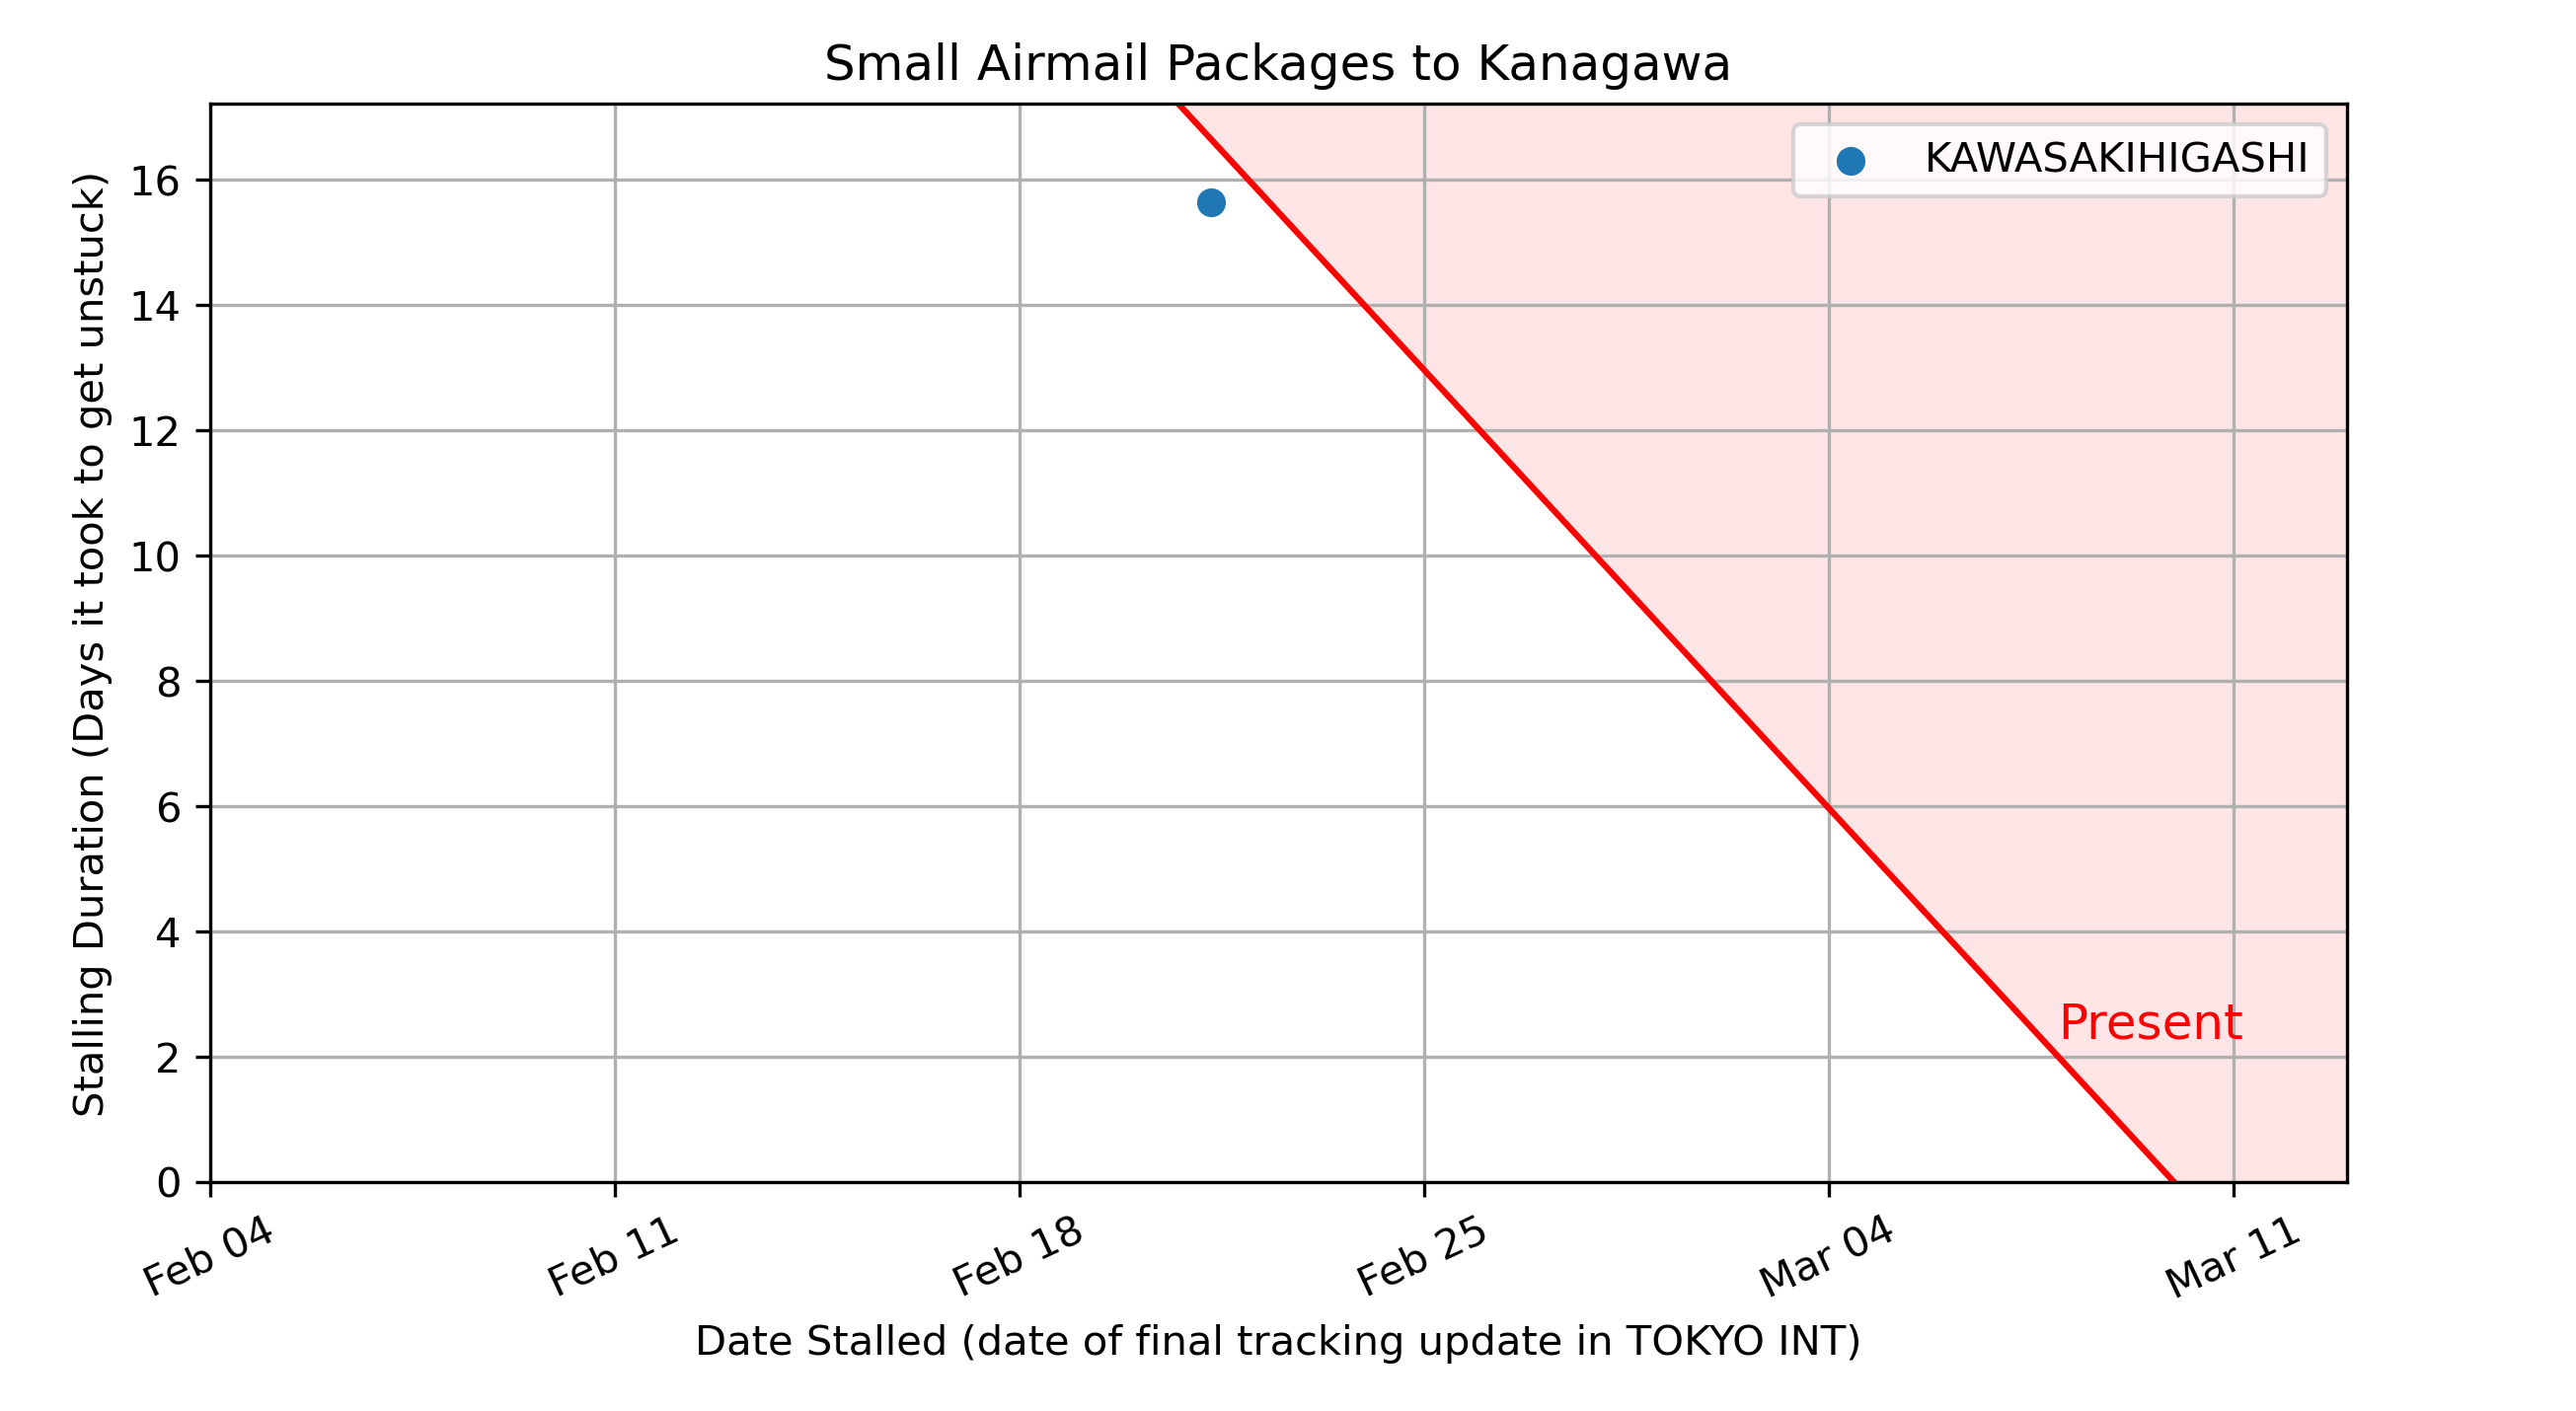 Small Airmail Packages to Kanagawa
KAWASAKIHIGASHI
Stalling Duration (Days it took to get unstuck)
16
14
12
10
8
6
4
2
0
Present
Feb 04
Feb 11
Feb 18
Feb 25
Mar 04
Mar 11
Date Stalled (date of final tracking update in TOKYO INT)